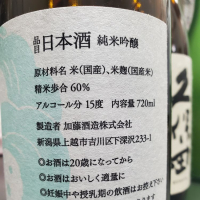 品目 日本酒 純米吟醸
原材料名 米(国産)、米麹(国産米)
精米歩合 60%
アルコール分 15度 内容量 720ml
製造者 加藤酒造株式会社
新潟県上越市吉川区下深沢233-1
◎お酒は20歳になってから
◎お酒はおいしく適量に
◎妊娠中や授乳期の飲酒はお控え下さい
久保田